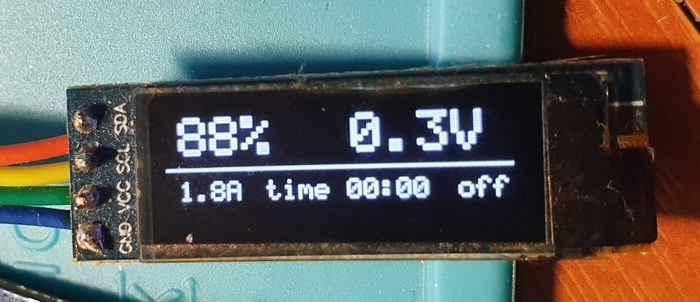 88% 0.3V
1.8A time 00:00 off
SDA
SCL
VCC
GND